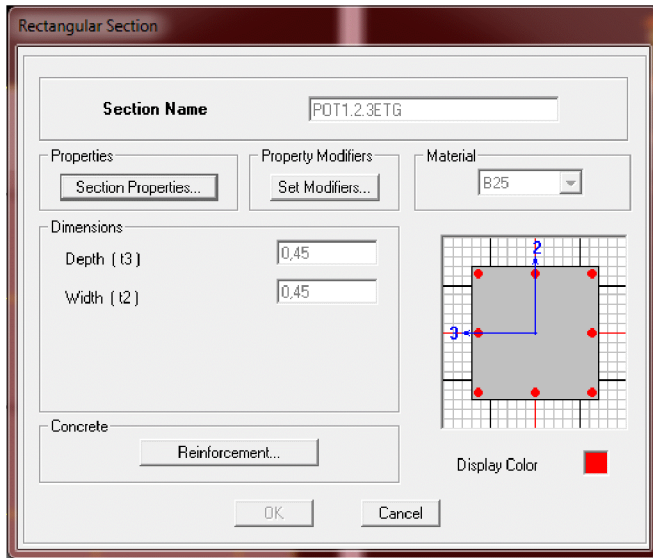 Rectangular Section
Section Name
POT1.2.3ETG
Properties
Section Properties...
Property Modifiers
Set Modifiers...
Material
B25
Dimensions
Depth ( t3 )
0,45
Width ( t2 )
0,45
2
3
Concrete
Reinforcement...
Display Color
OK
Cancel